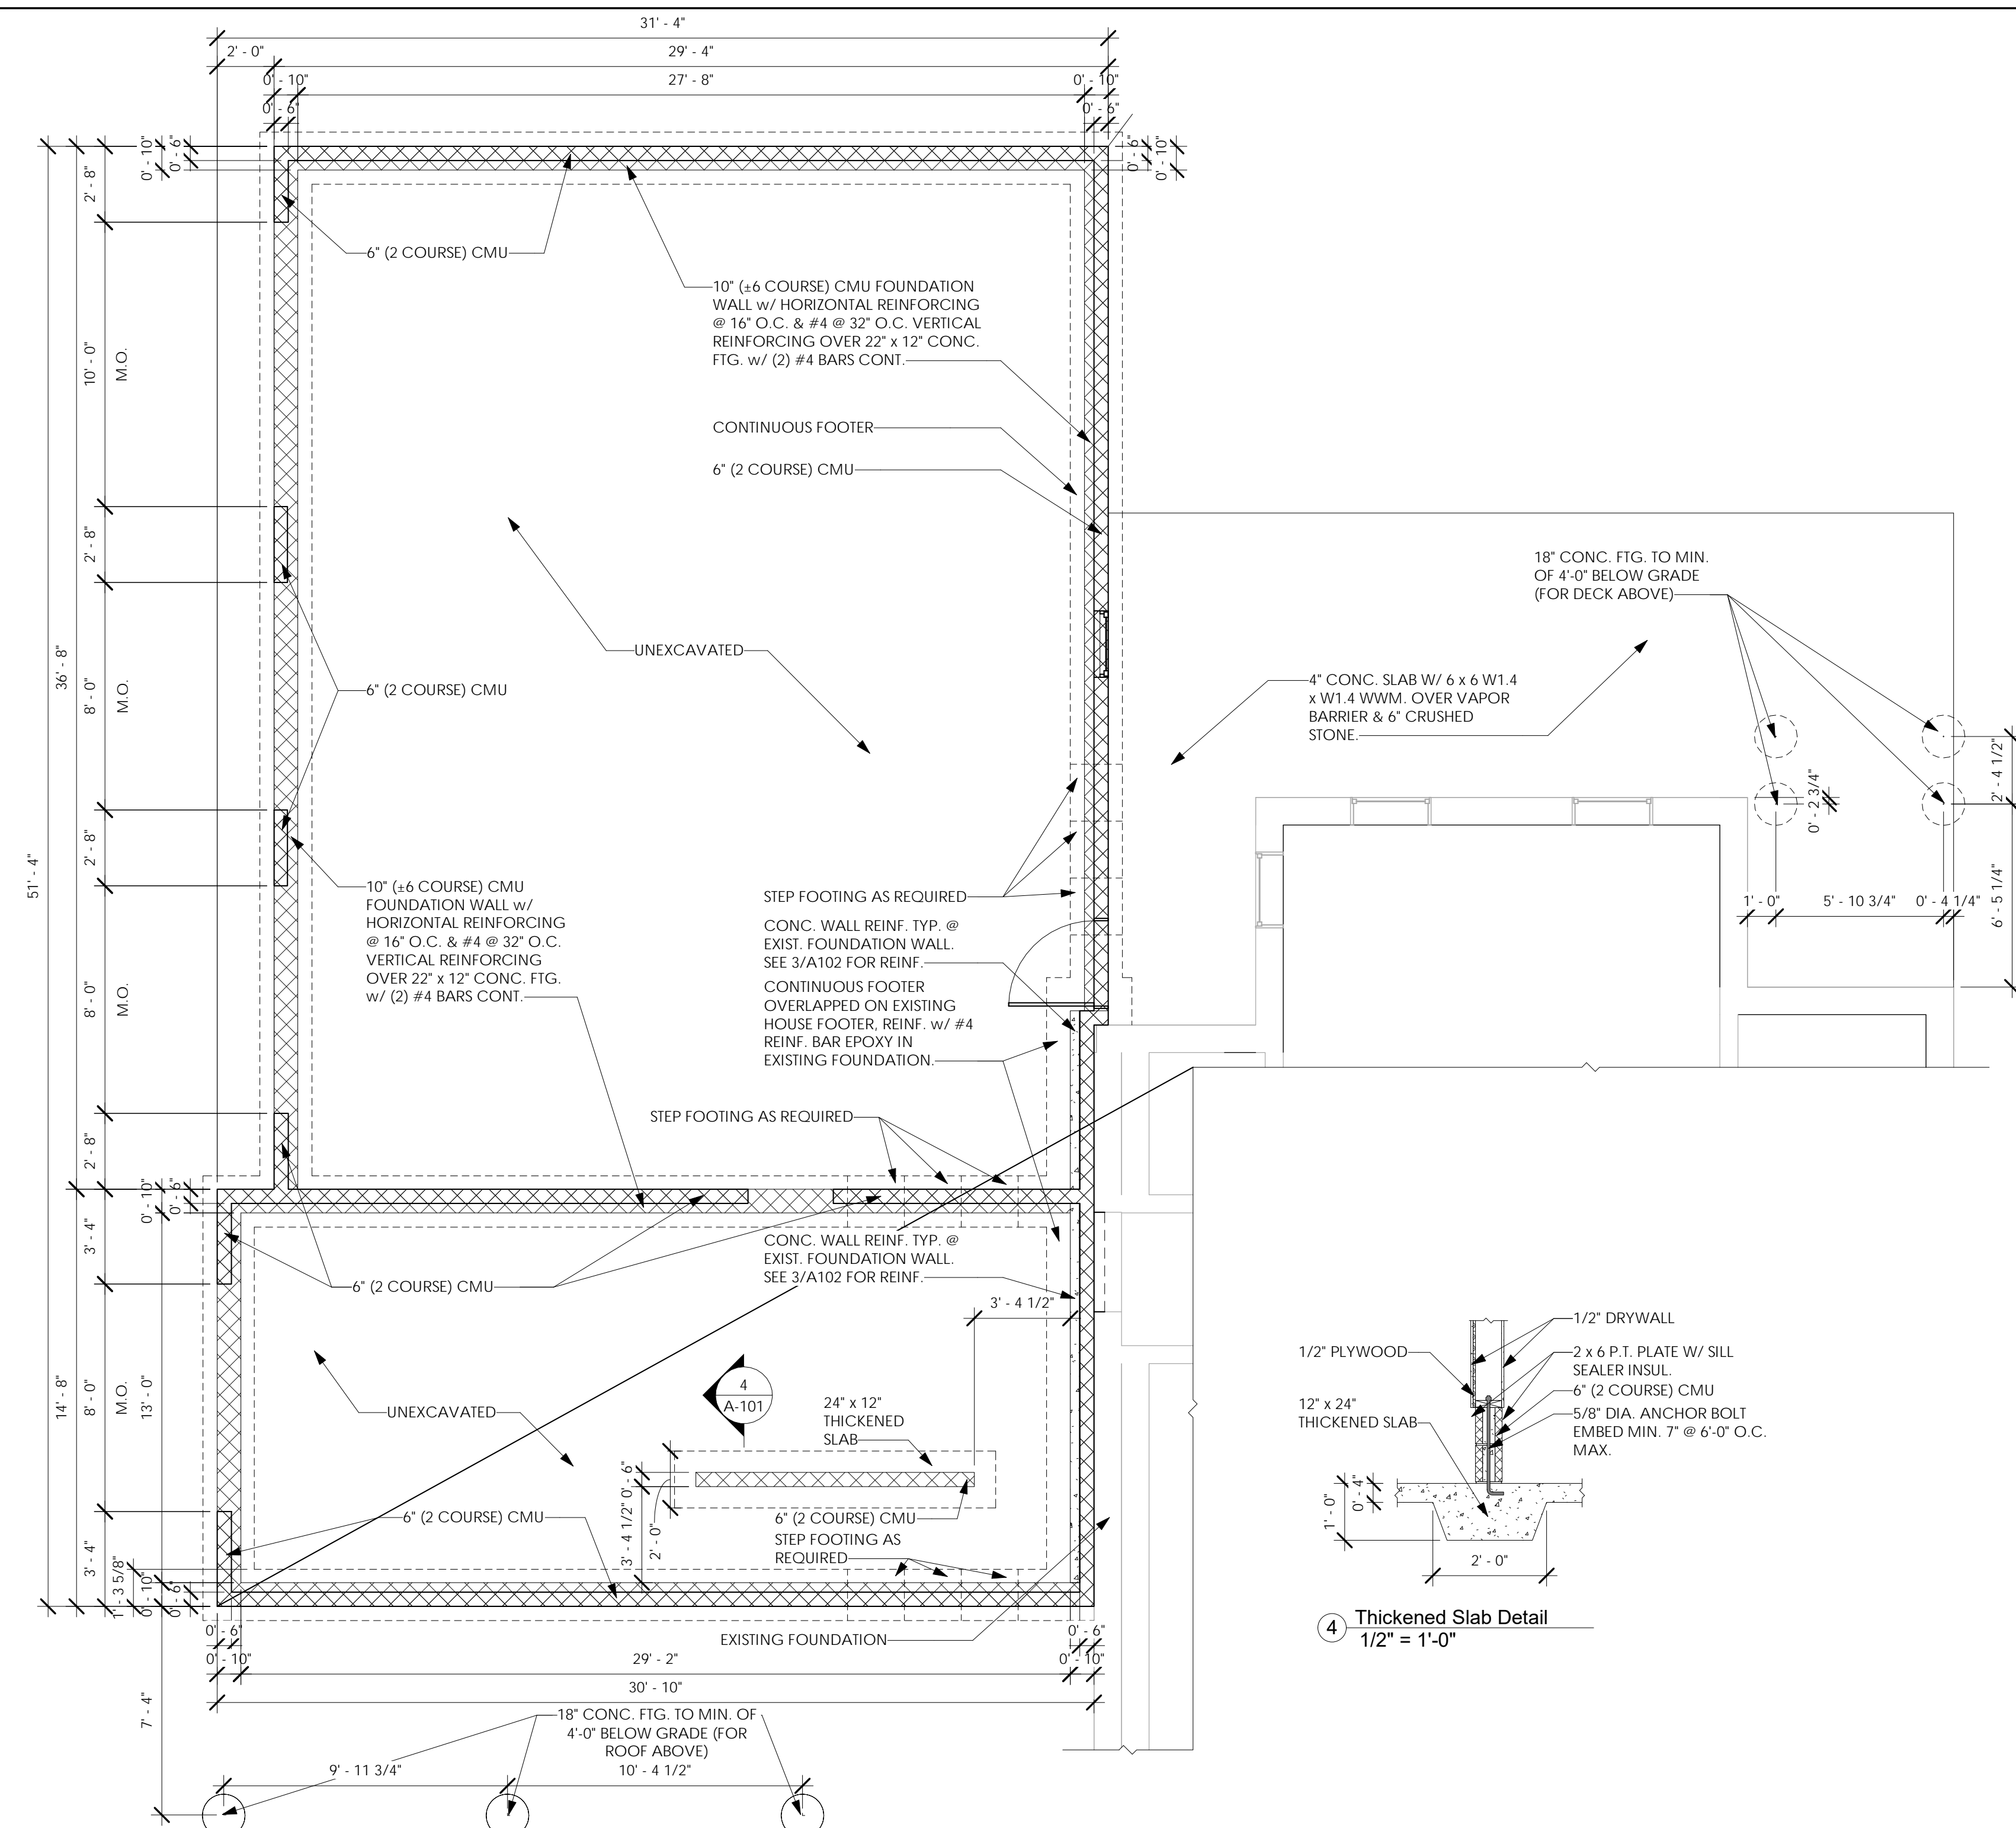 31' - 4"
2' - 0"
29' - 4"
0' - 10"
27' - 8"
0' - 10"
0' - 6"
0' - 6"
0' - 10"
0' - 6"
0' - 6"
0' - 10"
2' - 8"
10' - 0"
M.O.
2' - 8"
36' - 8"
8' - 0"
M.O.
2' - 8"
51' - 4"
8' - 0"
M.O.
2' - 8"
0' - 10"
0' - 6"
3' - 4"
14' - 8"
8' - 0"
M.O.
13' - 0"
3' - 4"
1' - 3 5/8"
0' - 10"
0' - 6"
7' - 4"
6" (2 COURSE) CMU
10" (±6 COURSE) CMU FOUNDATION
WALL w/ HORIZONTAL REINFORCING
@ 16" O.C. & #4 @ 32" O.C. VERTICAL
REINFORCING OVER 22" x 12" CONC.
FTG. w/ (2) #4 BARS CONT.
CONTINUOUS FOOTER
6" (2 COURSE) CMU
UNEXCAVATED
6" (2 COURSE) CMU
18" CONC. FTG. TO MIN.
OF 4'-0" BELOW GRADE
(FOR DECK ABOVE)
4" CONC. SLAB W/ 6 x 6 W1.4
x W1.4 WWM. OVER VAPOR
BARRIER & 6" CRUSHED
STONE.
2' - 4 1/2"
0' - 2 3/4"
1' - 0"
5' - 10 3/4"
0' - 4 1/4"
6' - 5 1/4"
10" (±6 COURSE) CMU
FOUNDATION WALL w/
HORIZONTAL REINFORCING
@ 16" O.C. & #4 @ 32" O.C.
VERTICAL REINFORCING
OVER 22" x 12" CONC. FTG.
w/ (2) #4 BARS CONT.
STEP FOOTING AS REQUIRED
CONC. WALL REINF. TYP. @
EXIST. FOUNDATION WALL.
SEE 3/A102 FOR REINF.
CONTINUOUS FOOTER
OVERLAPPED ON EXISTING
HOUSE FOOTER, REINF. w/ #4
REINF. BAR EPOXY IN
EXISTING FOUNDATION.
STEP FOOTING AS REQUIRED
CONC. WALL REINF. TYP. @
EXIST. FOUNDATION WALL.
SEE 3/A102 FOR REINF.
6" (2 COURSE) CMU
3' - 4 1/2"
4
A-101
UNEXCAVATED
24" x 12"
THICKENED
SLAB
0' - 6"
3' - 4 1/2"
2' - 0"
6" (2 COURSE) CMU
6" (2 COURSE) CMU
STEP FOOTING AS
REQUIRED
EXISTING FOUNDATION
0' - 6"
0' - 6"
0' - 10"
29' - 2"
0' - 10"
30' - 10"
18" CONC. FTG. TO MIN. OF
4'-0" BELOW GRADE (FOR
ROOF ABOVE)
9' - 11 3/4"
10' - 4 1/2"
1/2" DRYWALL
1/2" PLYWOOD
2 x 6 P.T. PLATE W/ SILL
SEALER INSUL.
6" (2 COURSE) CMU
12" x 24"
THICKENED SLAB
5/8" DIA. ANCHOR BOLT
EMBED MIN. 7" @ 6'-0" O.C.
MAX.
1' - 0"
0' - 4"
2' - 0"
4
Thickened Slab Detail
1/2" = 1'-0"